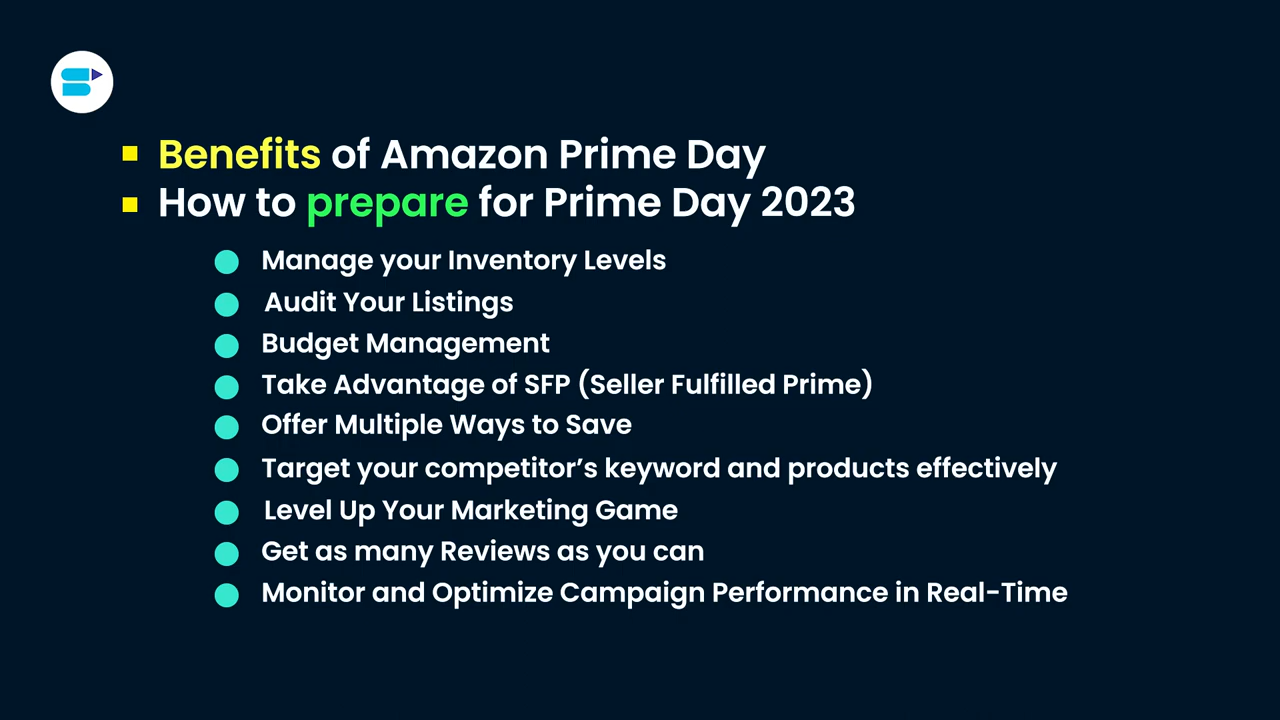 Benefits of Amazon Prime Day
How to prepare for Prime Day 2023
Manage your Inventory Levels
Audit Your Listings
Budget Management
Take Advantage of SFP (Seller Fulfilled Prime)
Offer Multiple Ways to Save
Target your competitor’s keyword and products effectively
Level Up Your Marketing Game
Get as many Reviews as you can
Monitor and Optimize Campaign Performance in Real-Time